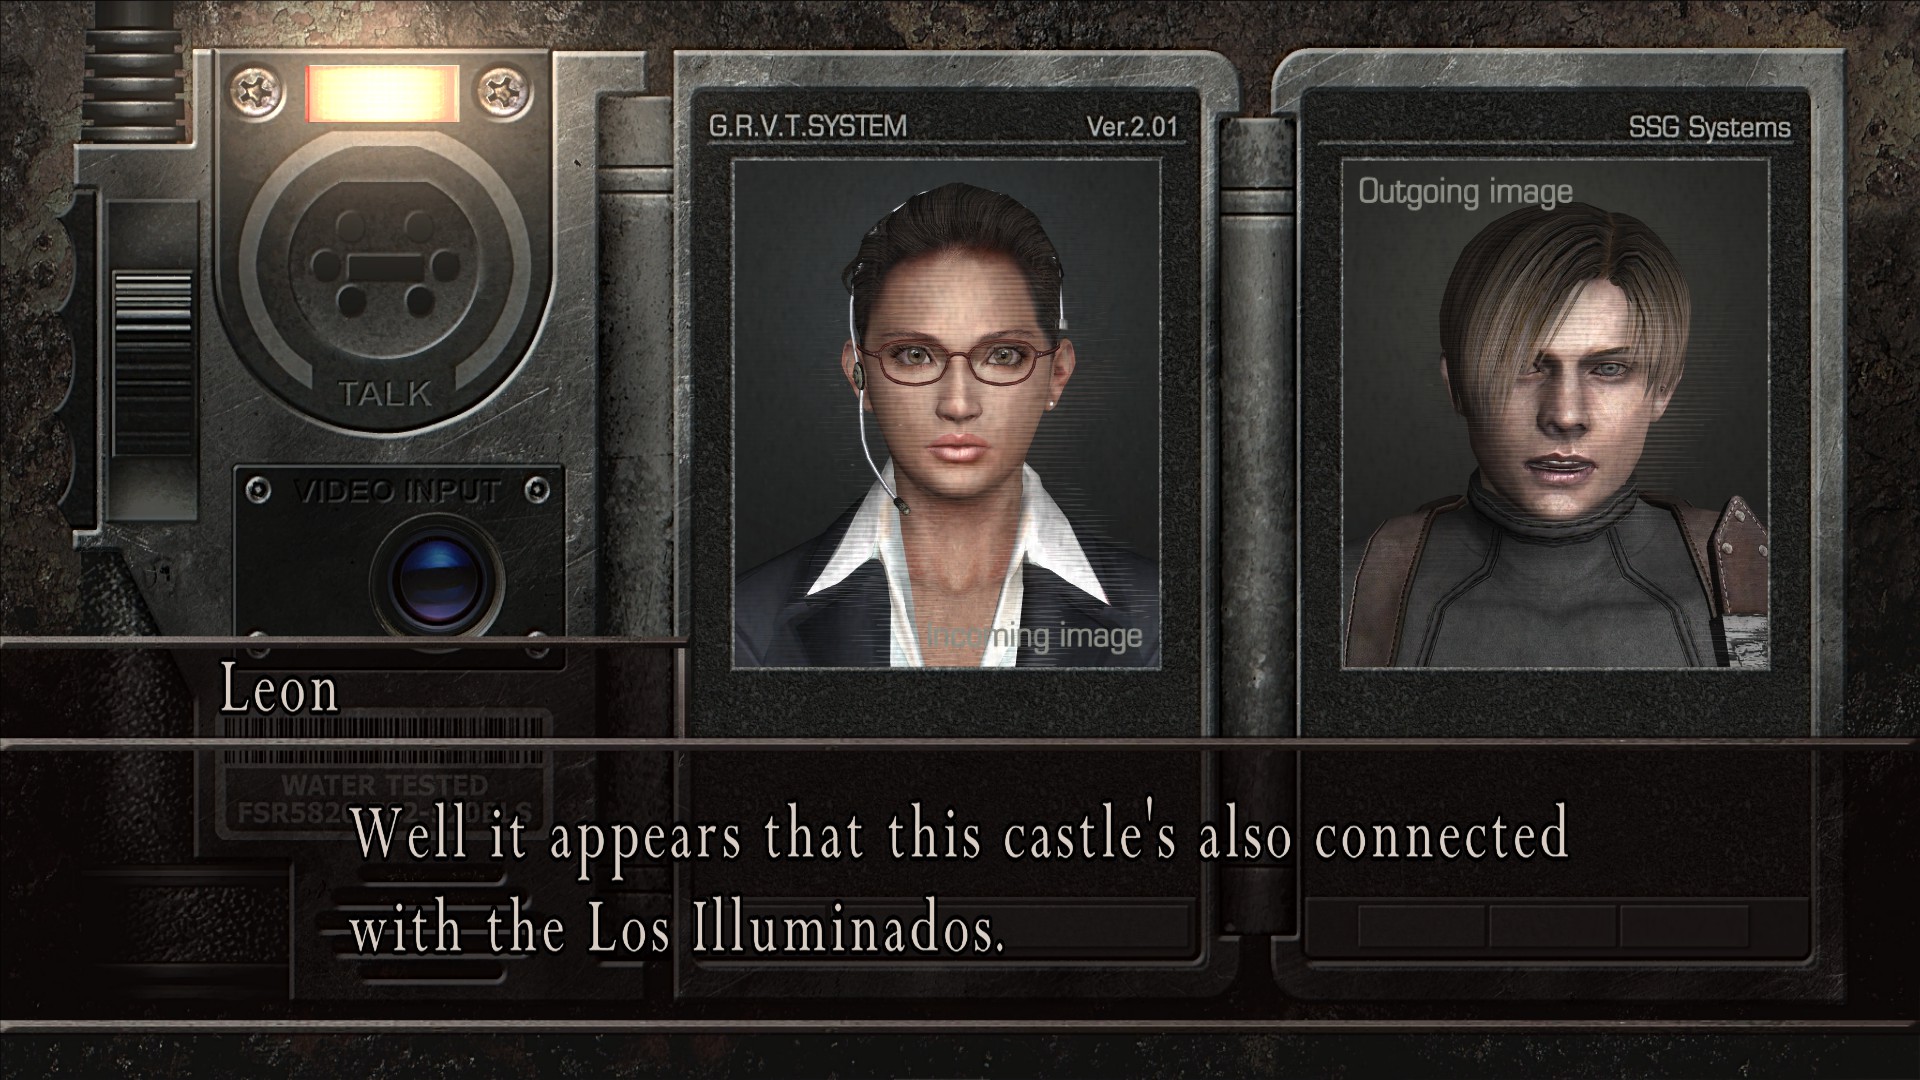 G.R.V.T.SYSTEM Ver.2.01
SSG Systems
Outgoing image
TALK
VIDEO INPUT
Incoming image
Leon
WATER TESTED
Well it appears that this castle's also connected
with the Los Illuminados.